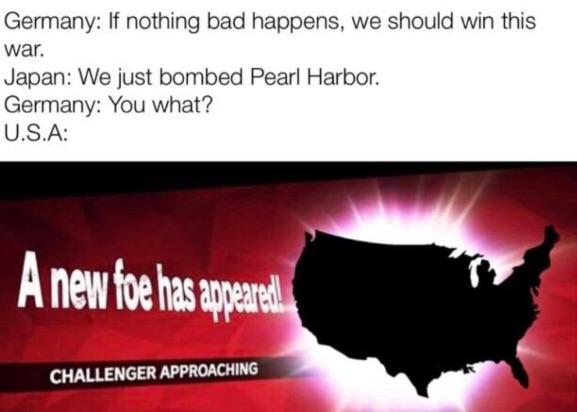 Germany: If nothing bad happens, we should win this
war.
Japan: We just bombed Pearl Harbor.
Germany: You what?
U.S.A:
A new foe has appeared!
CHALLENGER APPROACHING